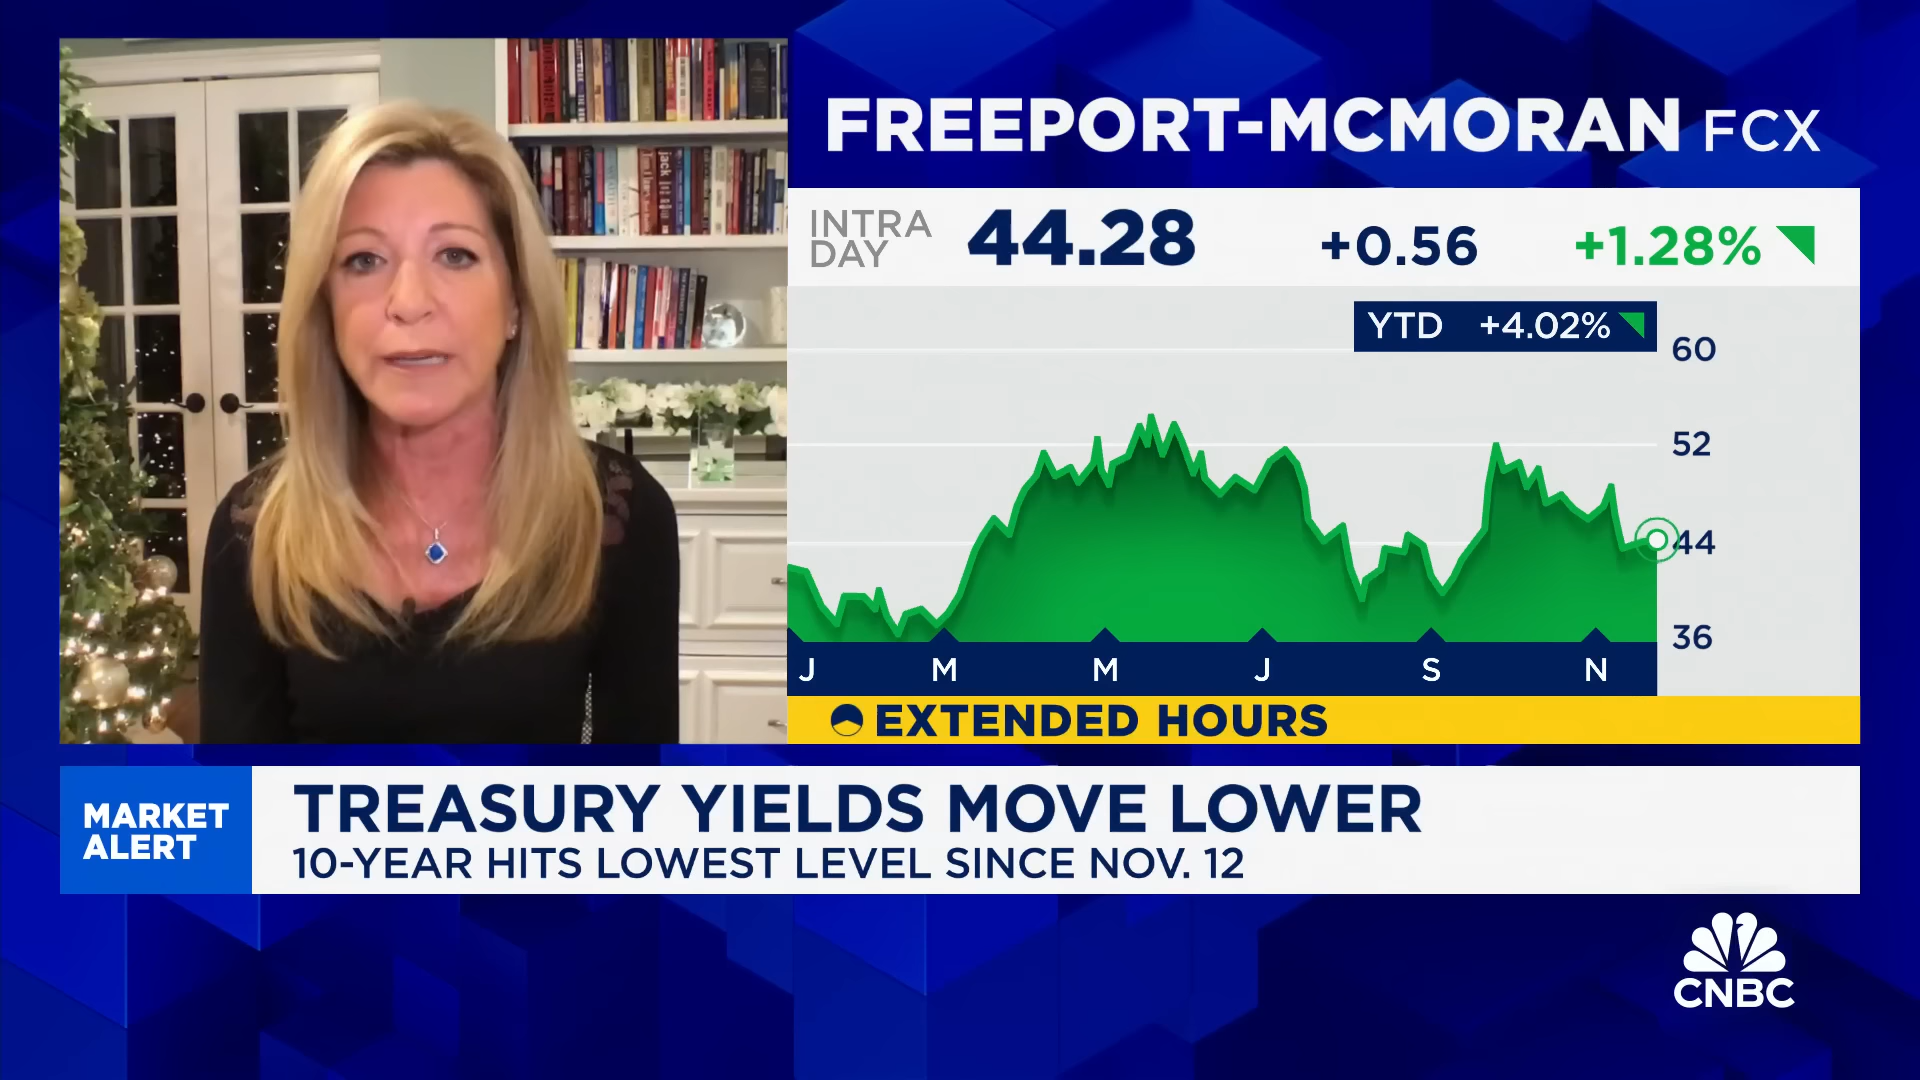 FREEPORT-MCMORAN FCX
INTRA
DAY
44.28 +0.56 +1.28%
YTD +4.02%
60
52
44
36
J M M J S N
EXTENDED HOURS
MARKET
ALERT
TREASURY YIELDS MOVE LOWER
10-YEAR HITS LOWEST LEVEL SINCE NOV. 12
CNBC